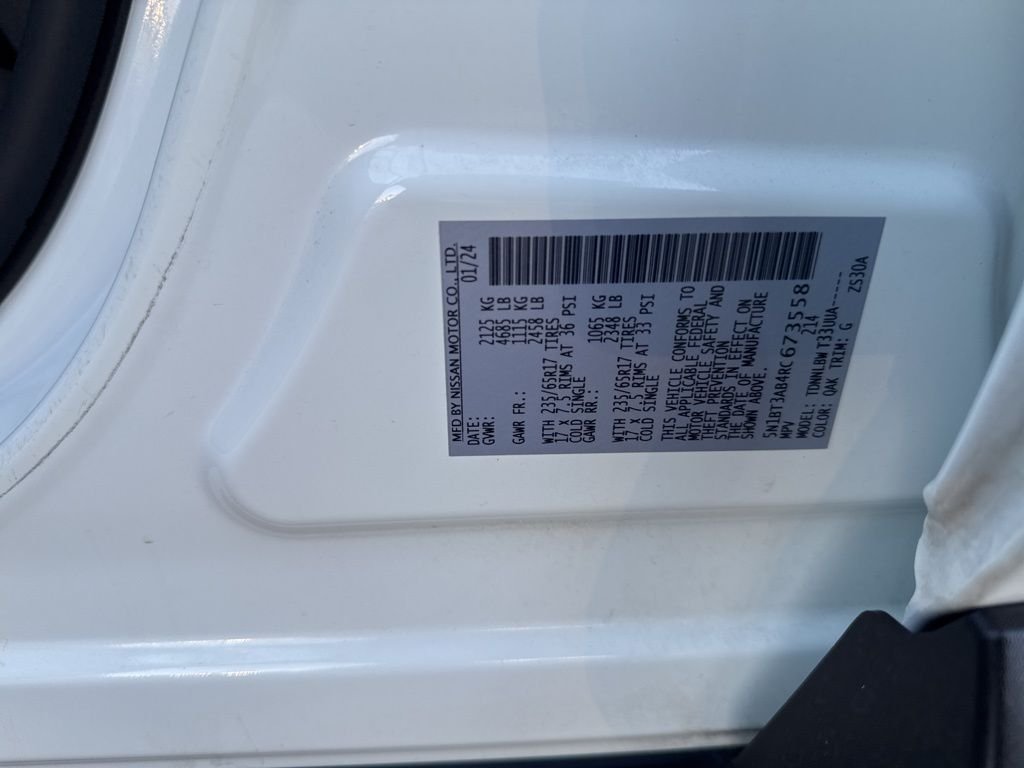 MFD BY NISSAN MOTOR CO., LTD.
DATE: 01/24
GVWR: 2125 KG
4685 LB
GAWR FR.: 1115 KG
2458 LB
WITH 235/65R17 TIRES
17 X 7.5 RIMS AT 36 PSI
COLD SINGLE
GAWR RR.: 1065 KG
2348 LB
WITH 235/65R17 TIRES
17 X 7.5 RIMS AT 33 PSI
COLD SINGLE
THIS VEHICLE CONFORMS TO
ALL APPLICABLE FEDERAL
MOTOR VEHICLE SAFETY AND
THEFT PREVENTION
STANDARDS IN EFFECT ON
THE DATE OF MANUFACTURE
SHOWN ABOVE.
5N1BT3AB4RC673558
MPV 214
MODEL: TDNNLBW T33UUA-----
COLOR: QAK TRIM: G ZS30A